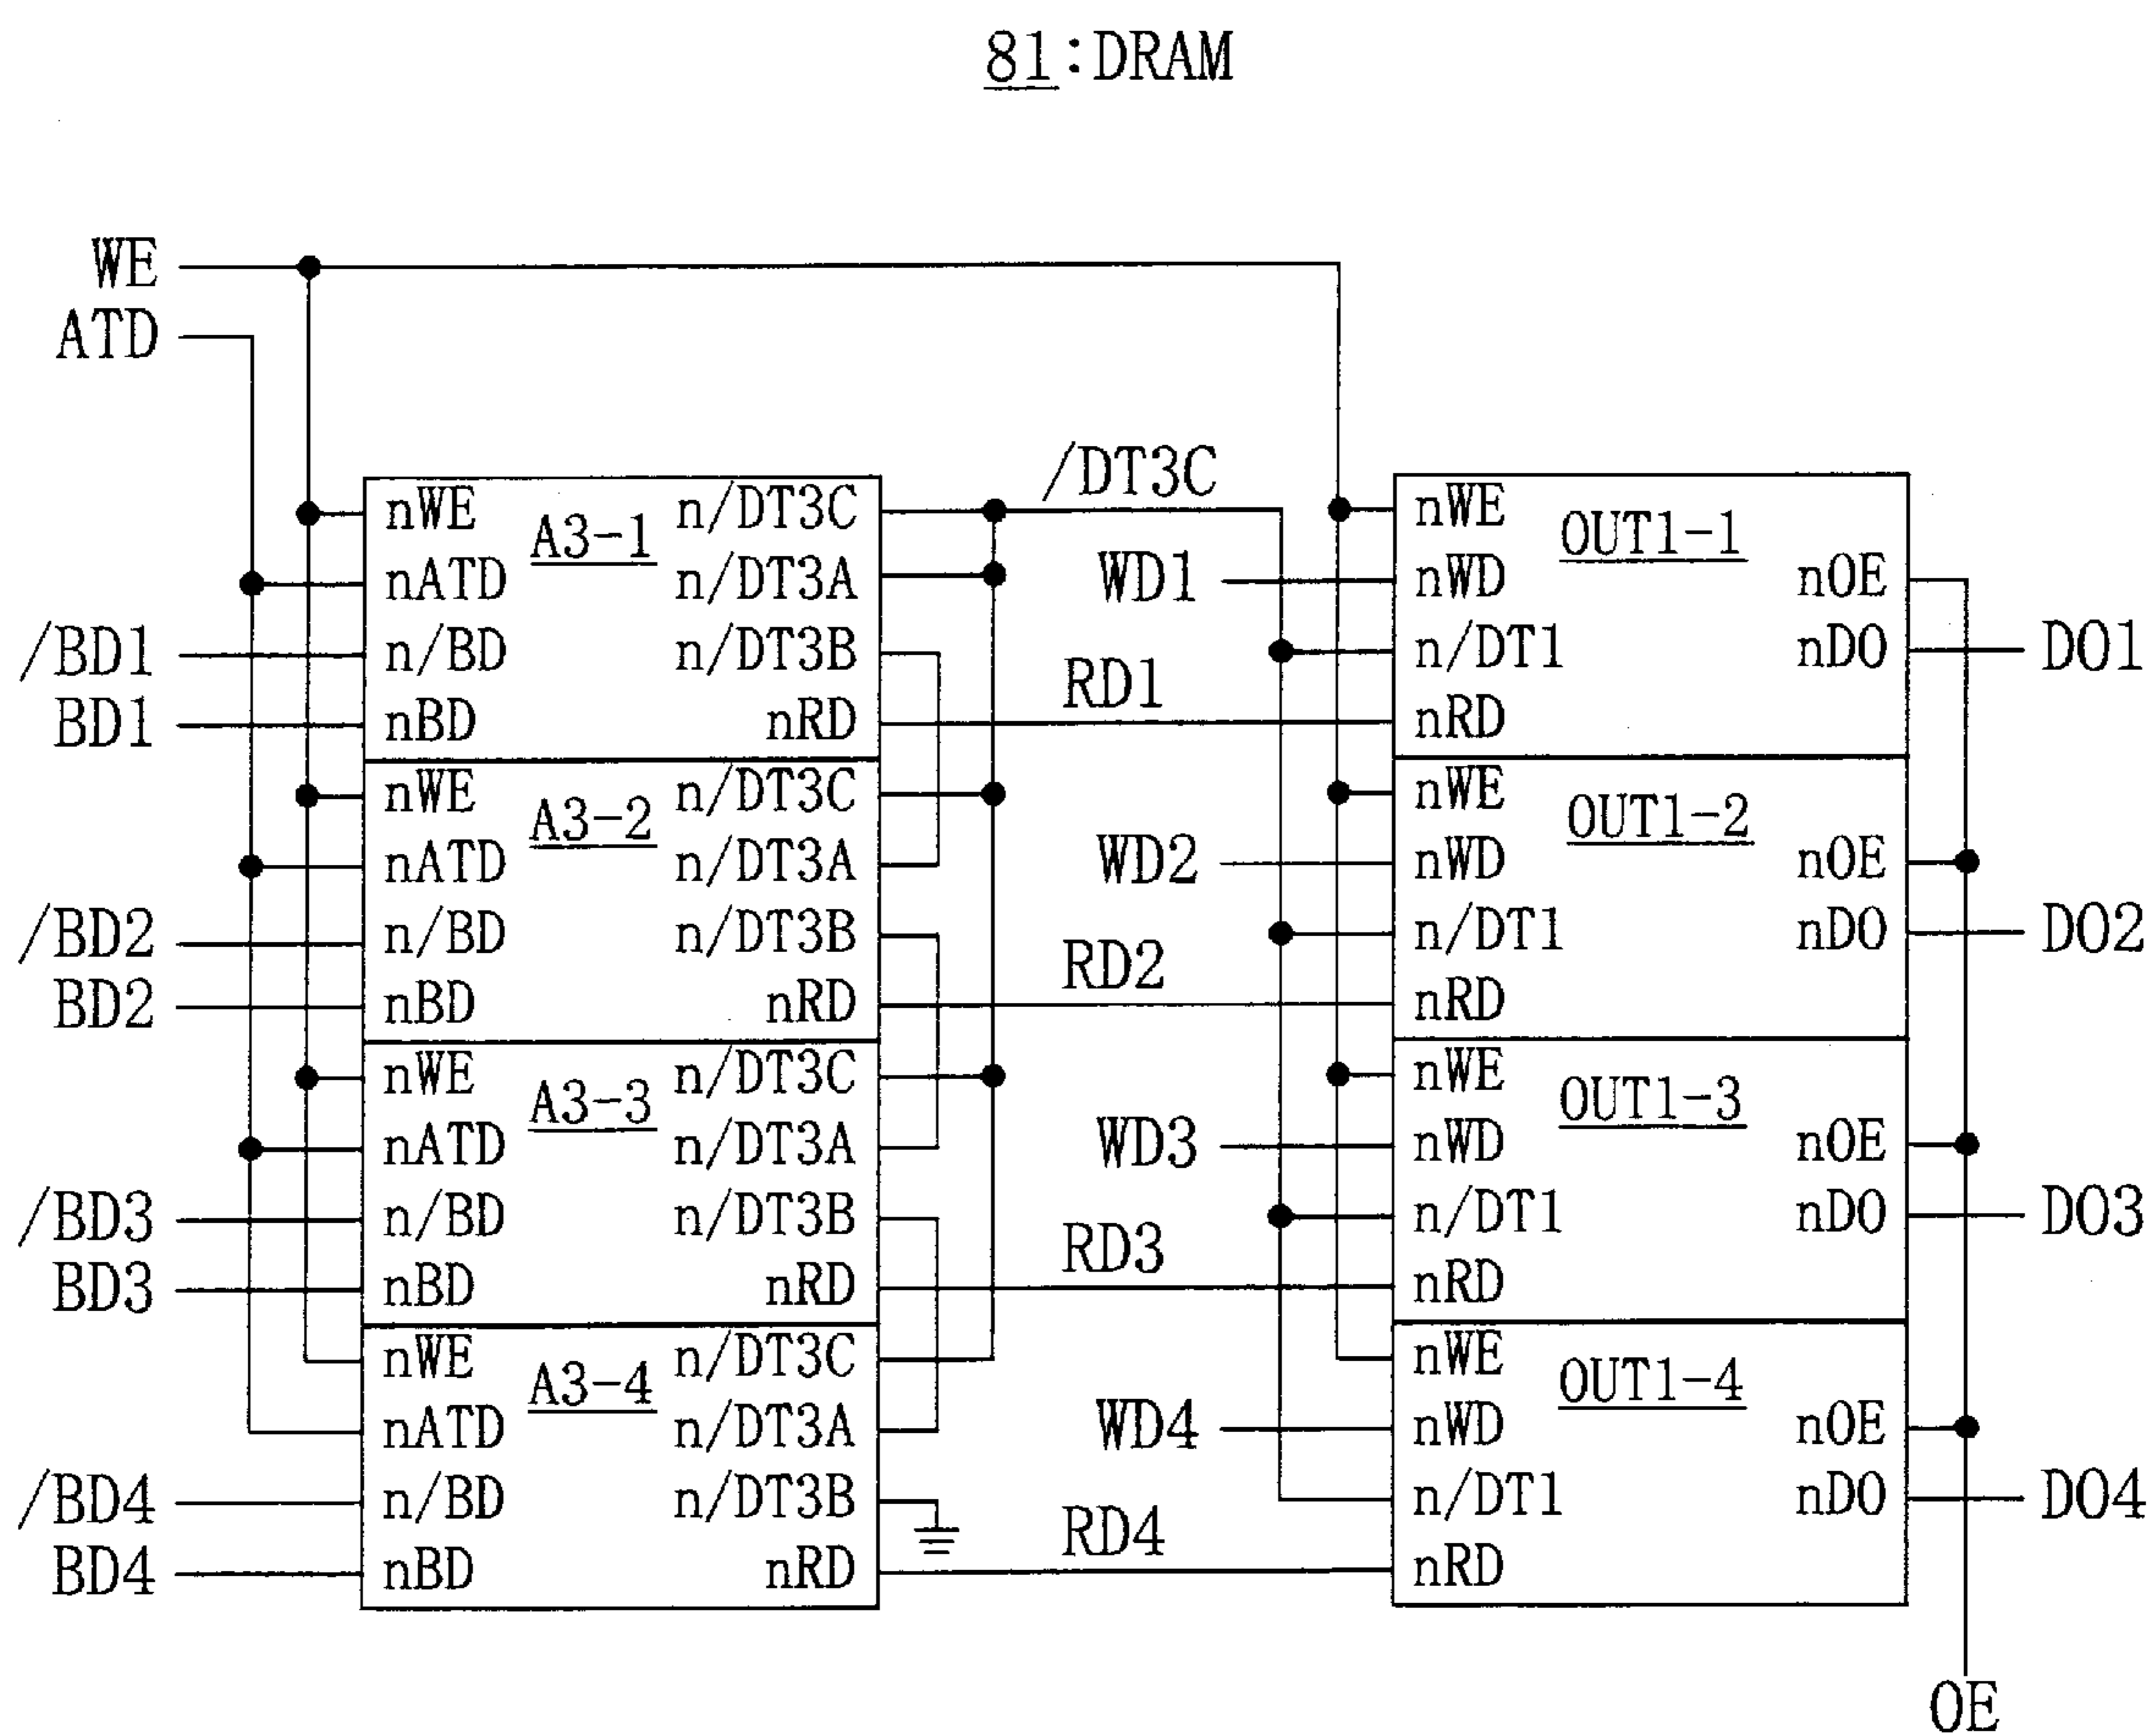 81:DRAM
WE
ATD
/BD1
BD1
/BD2
BD2
/BD3
BD3
/BD4
BD4
nWE
nATD
n/BD
nBD
A3-1
n/DT3C
n/DT3A
n/DT3B
nRD
nWE
nATD
n/BD
nBD
A3-2
n/DT3C
n/DT3A
n/DT3B
nRD
nWE
nATD
n/BD
nBD
A3-3
n/DT3C
n/DT3A
n/DT3B
nRD
nWE
nATD
n/BD
nBD
A3-4
n/DT3C
n/DT3A
n/DT3B
nRD
/DT3C
WD1
RD1
WD2
RD2
WD3
RD3
WD4
RD4
nWE
nWD
n/DT1
nRD
OUT1-1
nOE
nDO
nWE
nWD
n/DT1
nRD
OUT1-2
nOE
nDO
nWE
nWD
n/DT1
nRD
OUT1-3
nOE
nDO
nWE
nWD
n/DT1
nRD
OUT1-4
nOE
nDO
DO1
DO2
DO3
DO4
OE